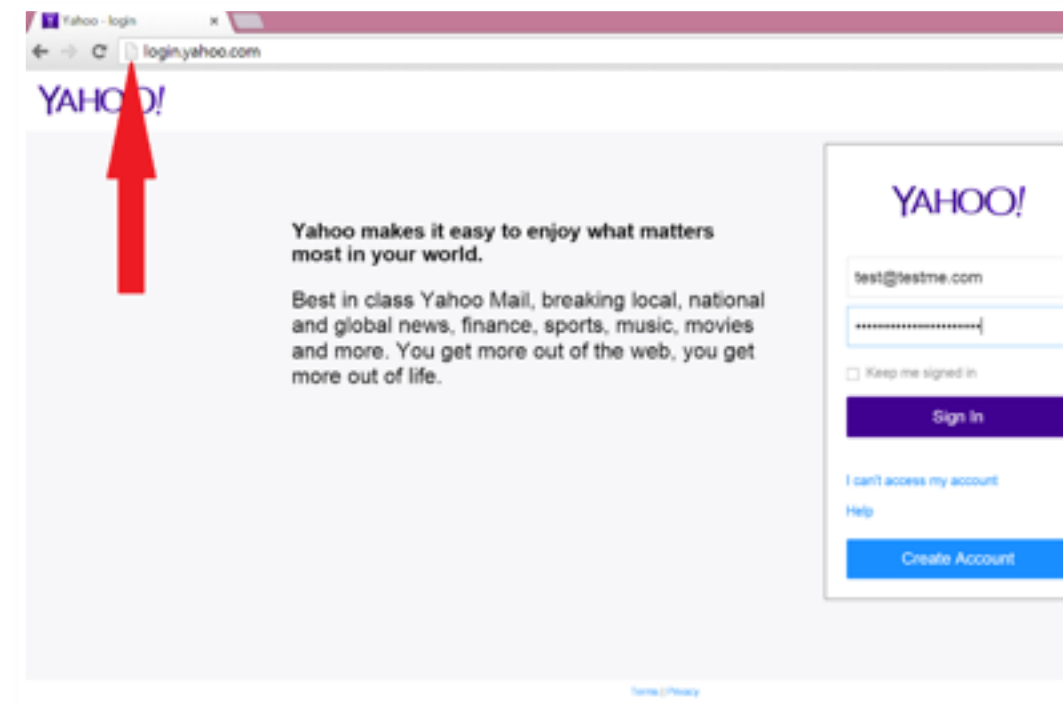 Yahoo - login
login.yahoo.com
YAHOO!
YAHOO!
Yahoo makes it easy to enjoy what matters
most in your world.
Best in class Yahoo Mail, breaking local, national
and global news, finance, sports, music, movies
and more. You get more out of the web, you get
more out of life.
test@testme.com
Keep me signed in
Sign In
I can't access my account
Help
Create Account
Terms | Privacy